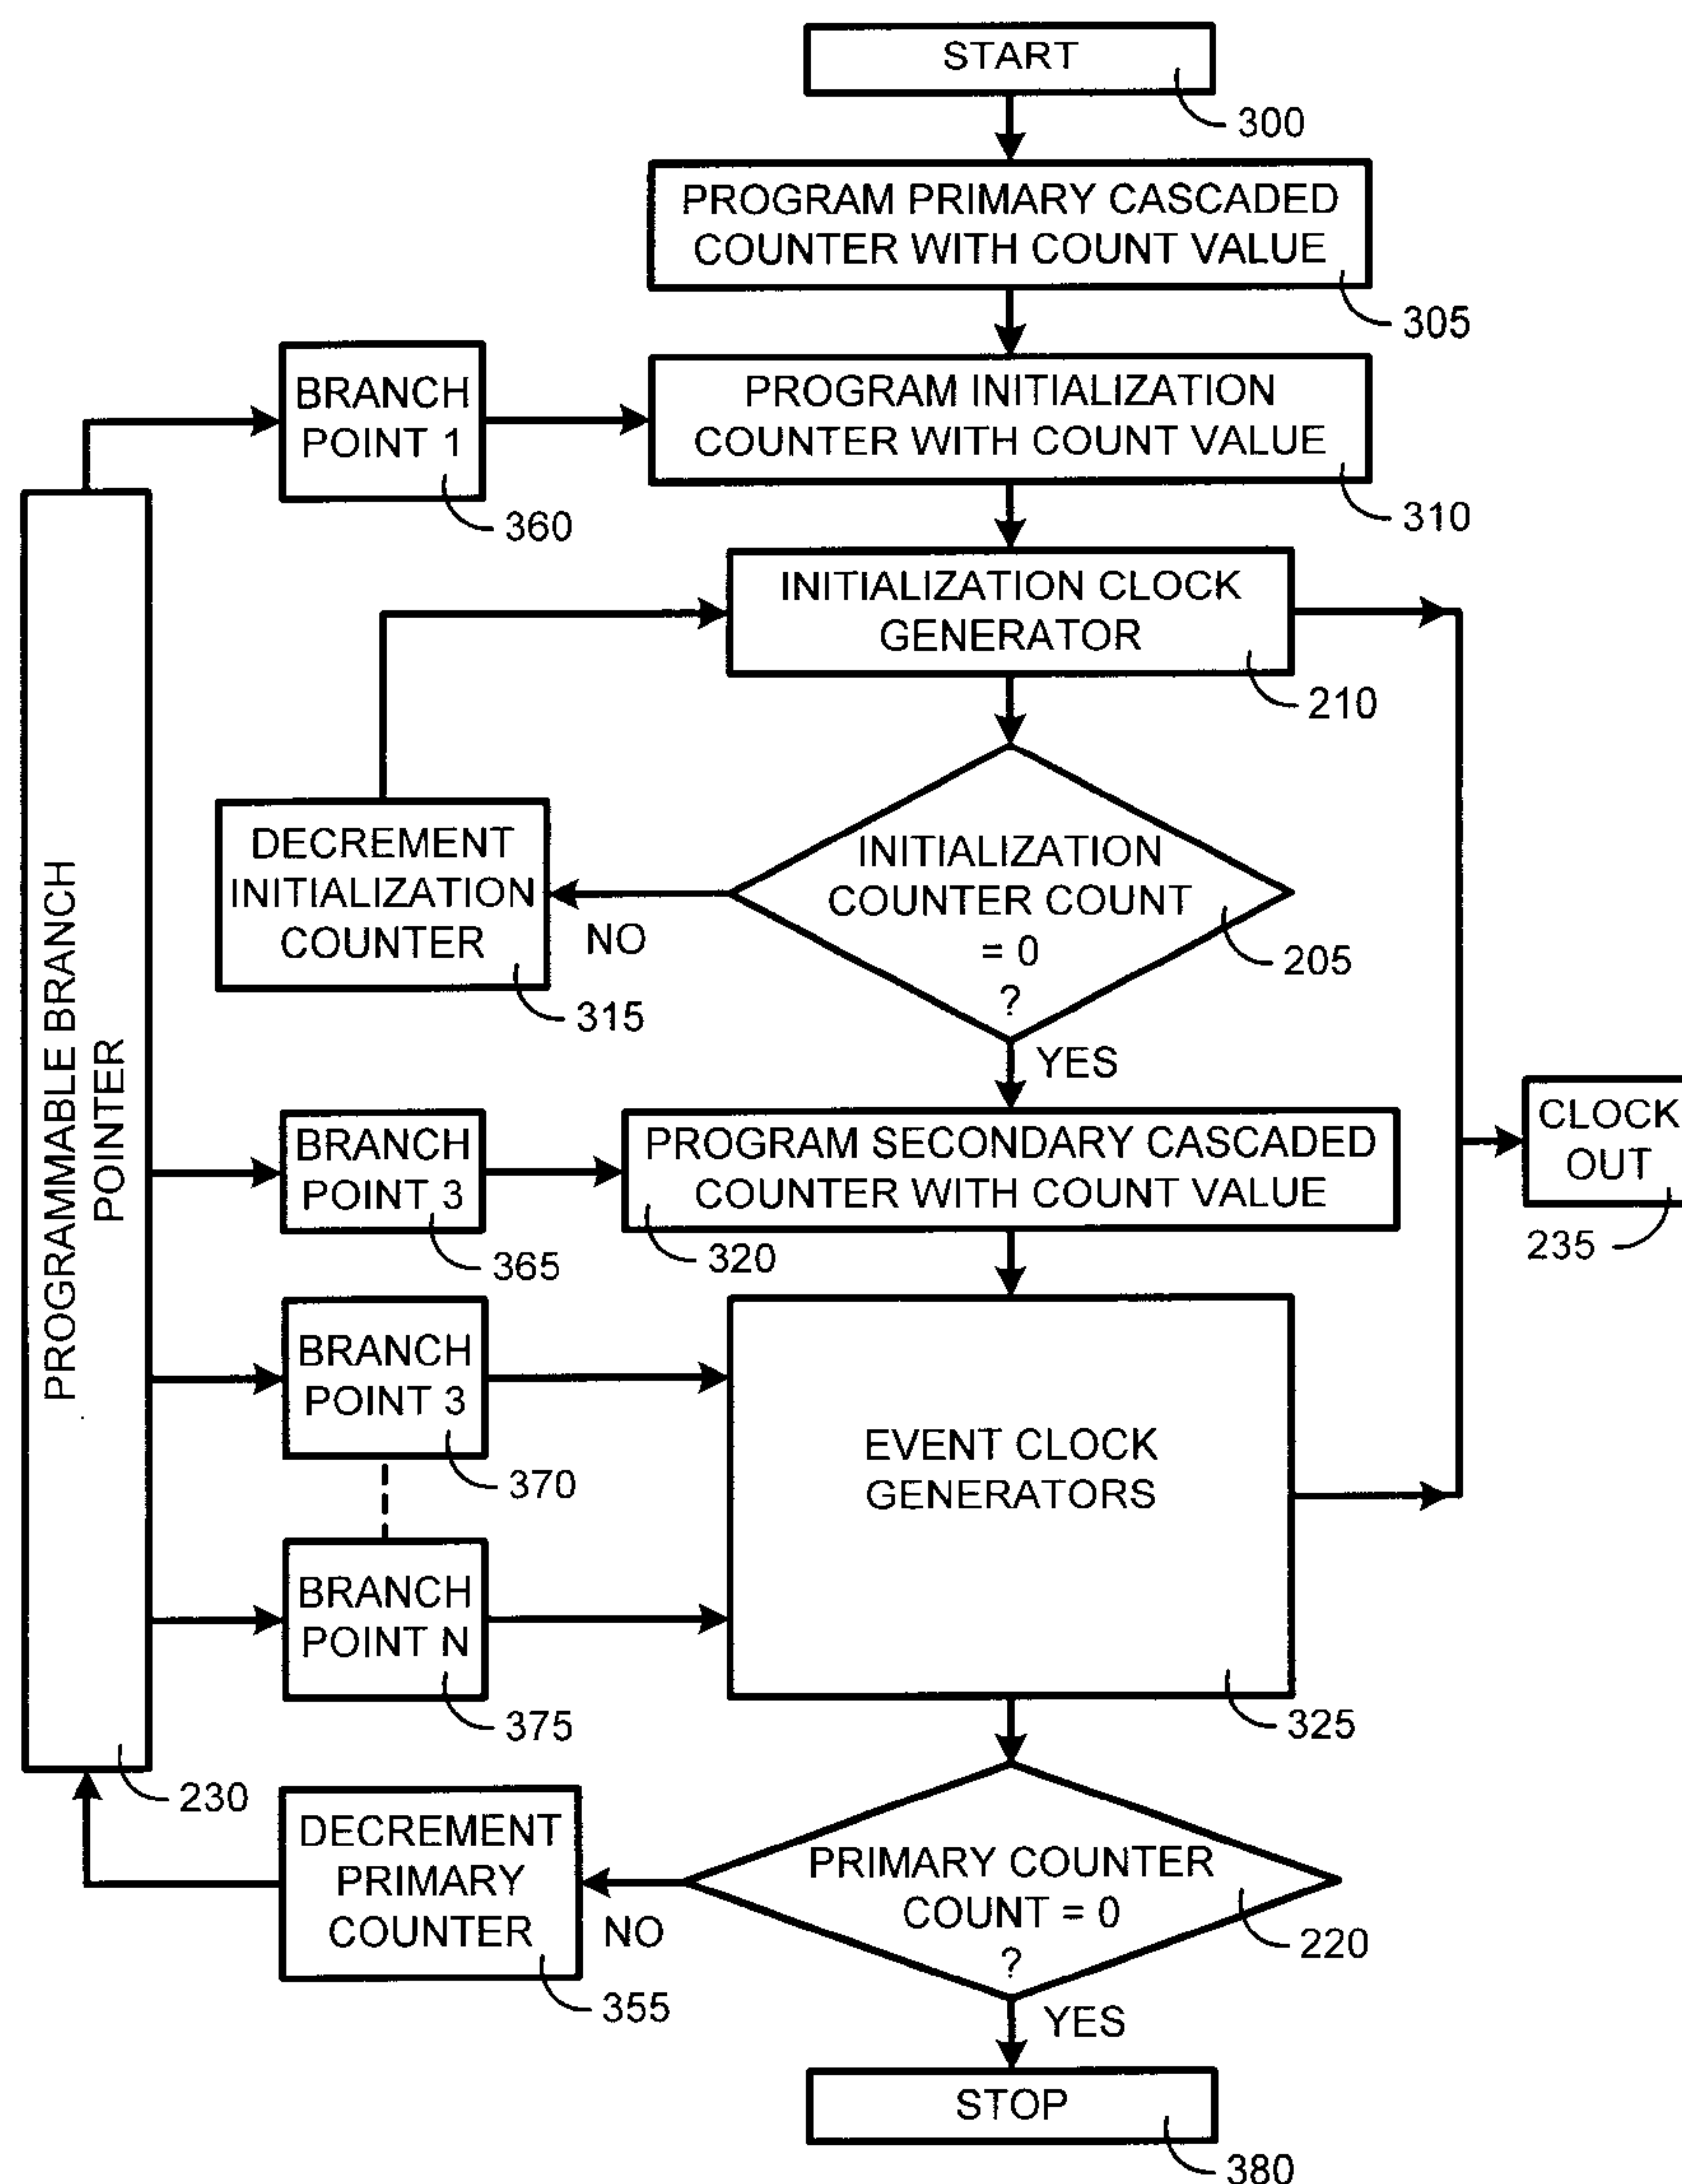 START
300
PROGRAM PRIMARY CASCADED
COUNTER WITH COUNT VALUE
305
BRANCH
POINT 1
360
PROGRAM INITIALIZATION
COUNTER WITH COUNT VALUE
310
INITIALIZATION CLOCK
GENERATOR
210
DECREMENT
INITIALIZATION
COUNTER
315
NO
INITIALIZATION
COUNTER COUNT
= 0
?
205
YES
PROGRAMMABLE BRANCH
POINTER
230
BRANCH
POINT 3
365
PROGRAM SECONDARY CASCADED
COUNTER WITH COUNT VALUE
320
CLOCK
OUT
235
BRANCH
POINT 3
370
EVENT CLOCK
GENERATORS
325
BRANCH
POINT N
375
DECREMENT
PRIMARY
COUNTER
355
NO
PRIMARY COUNTER
COUNT = 0
?
220
YES
STOP
380